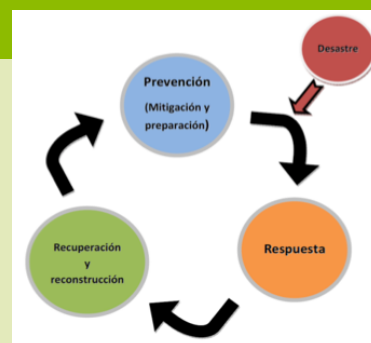 Desastre
Prevención
(Mitigación y
preparación)
Respuesta
Recuperación
y
reconstrucción